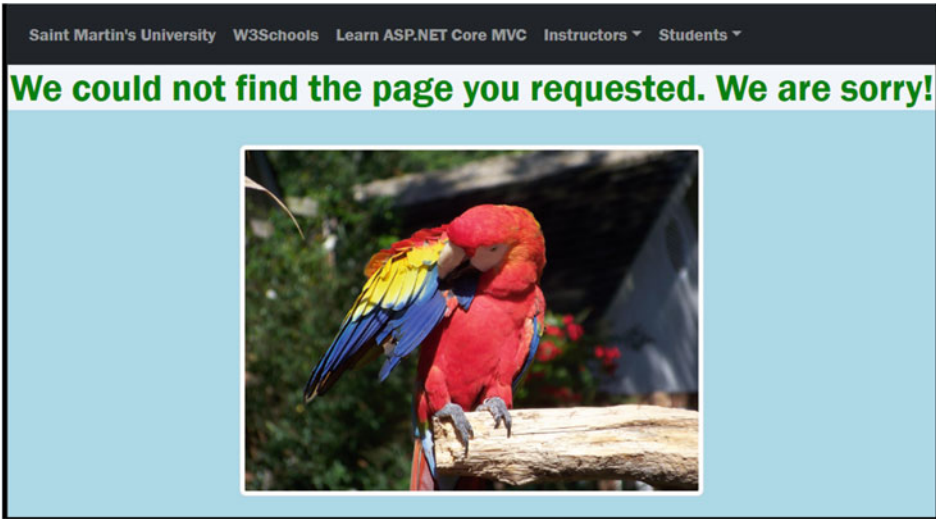 Saint Martin's University W3Schools Learn ASP.NET Core MVC Instructors Students
We could not find the page you requested. We are sorry!